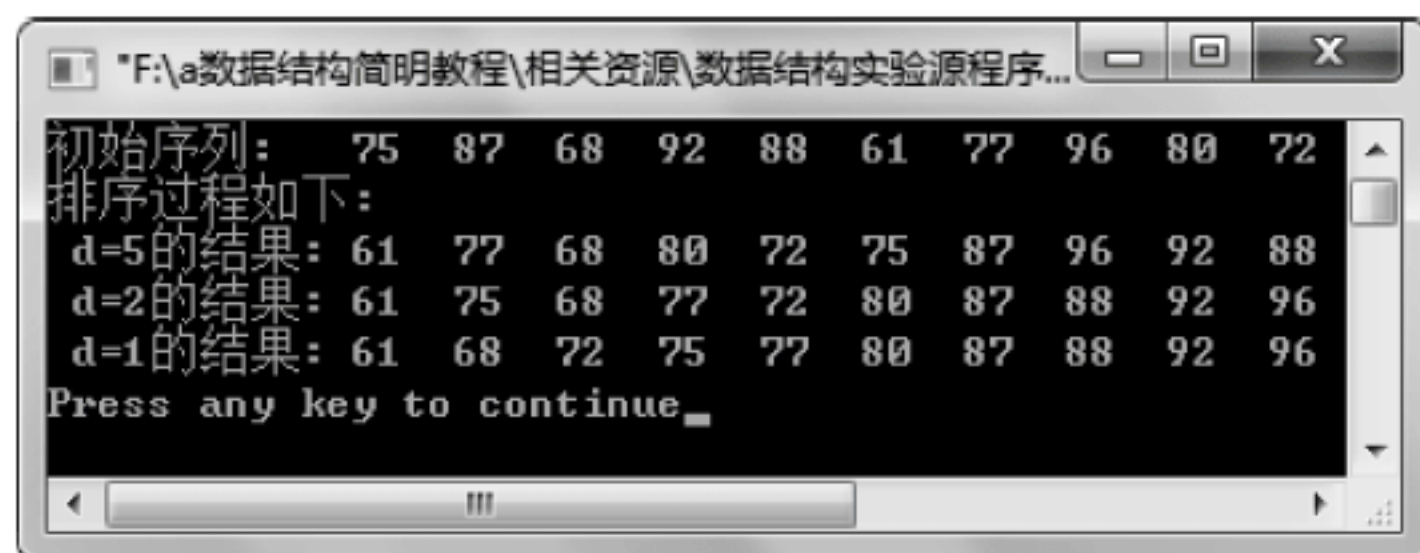 "F:\a数据结构简明教程\相关资源\数据结构实验源程序...
初始序列: 75 87 68 92 88 61 77 96 80 72
排序过程如下:
d=5的结果: 61 77 68 80 72 75 87 96 92 88
d=2的结果: 61 75 68 77 72 80 87 88 92 96
d=1的结果: 61 68 72 75 77 80 87 88 92 96
Press any key to continue